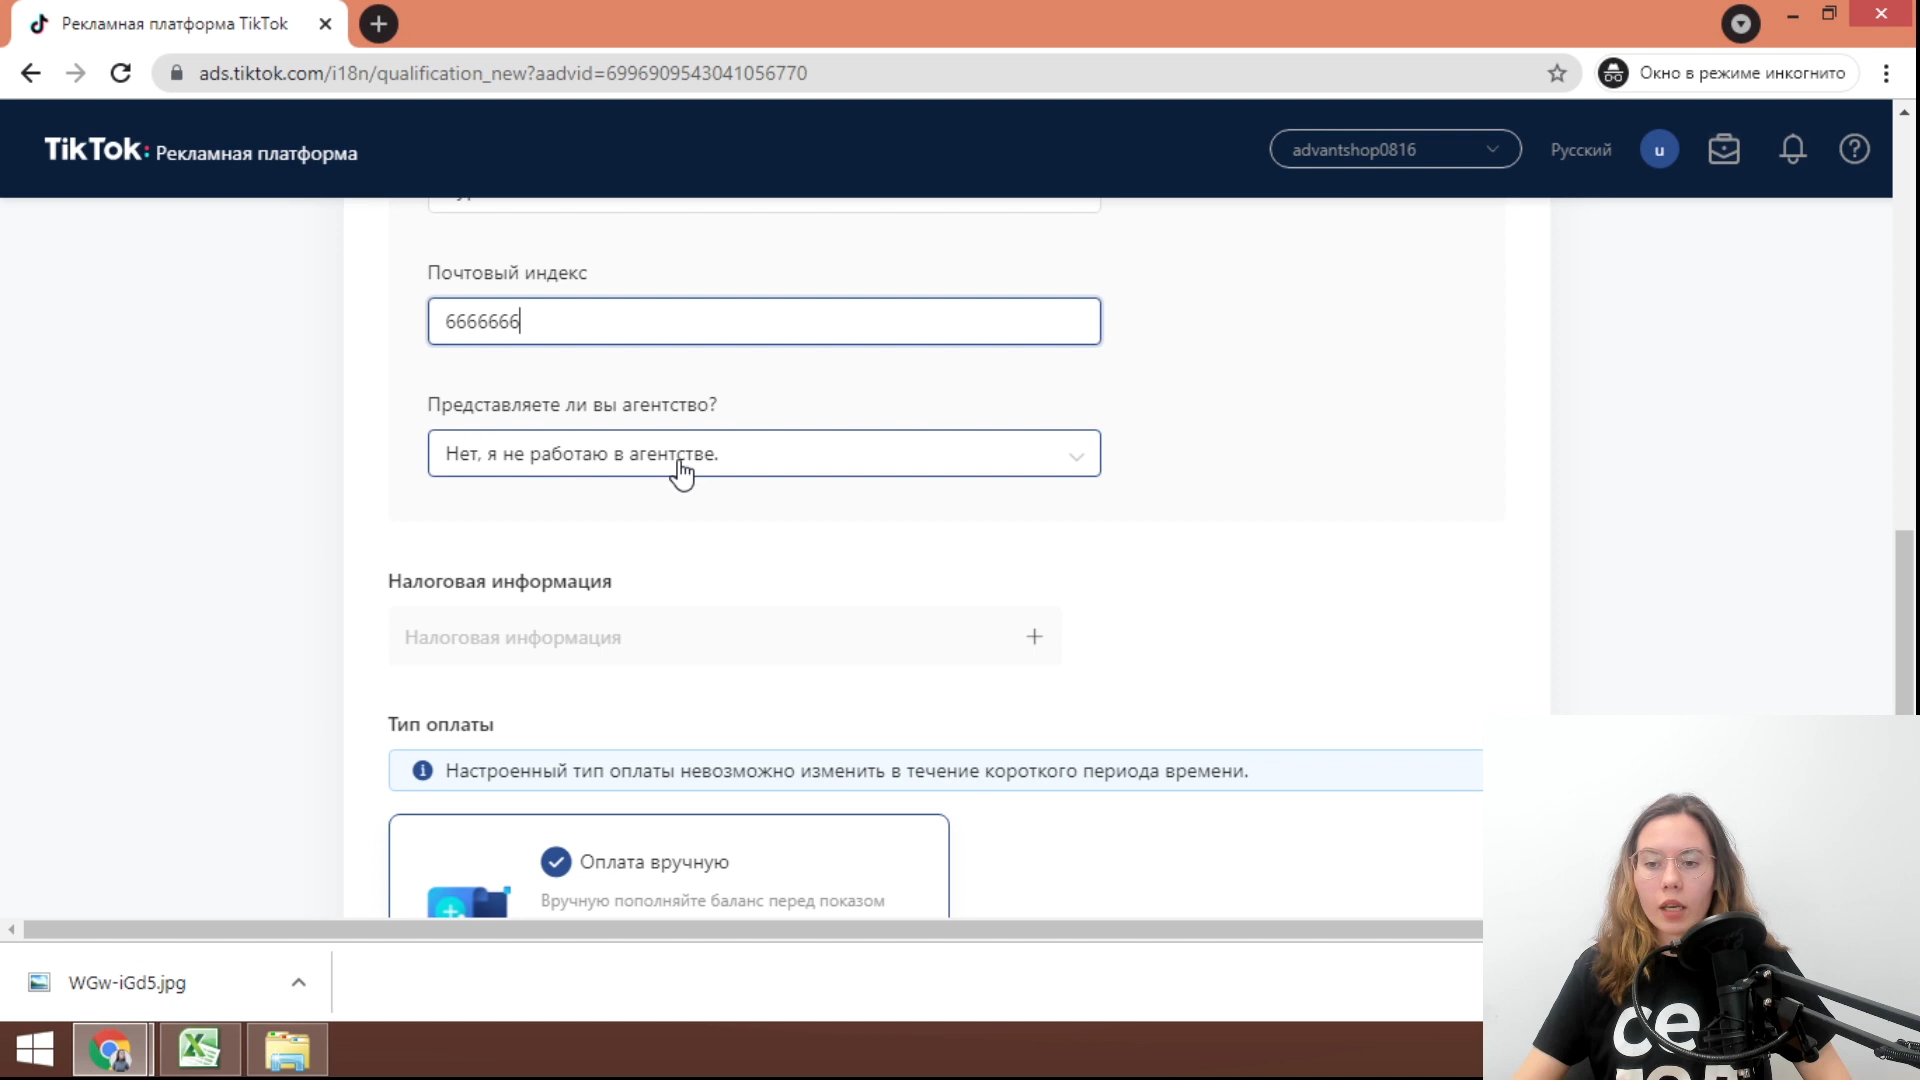 Рекламная платформа TikTok
ads.tiktok.com/i18n/qualification_new?aadvid=6996909543041056770
Окно в режиме инкогнито
TikTok: Рекламная платформа
advantshop0816
Русский
u
Почтовый индекс
6666666
Представляете ли вы агентство?
Нет, я не работаю в агентстве.
Налоговая информация
Налоговая информация
Тип оплаты
Настроенный тип оплаты невозможно изменить в течение короткого периода времени.
Оплата вручную
Вручную пополняйте баланс перед показом
WGw-iGd5.jpg
се